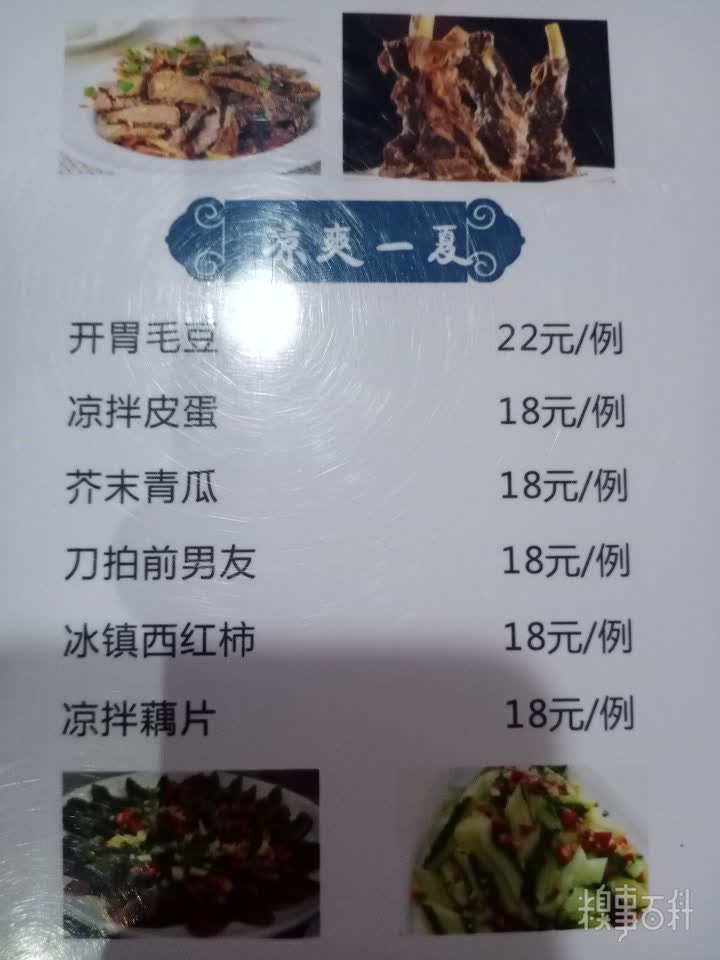 凉爽一夏
开胃毛豆 22元/例
凉拌皮蛋 18元/例
芥末青瓜 18元/例
刀拍前男友 18元/例
冰镇西红柿 18元/例
凉拌藕片 18元/例
糗事百科